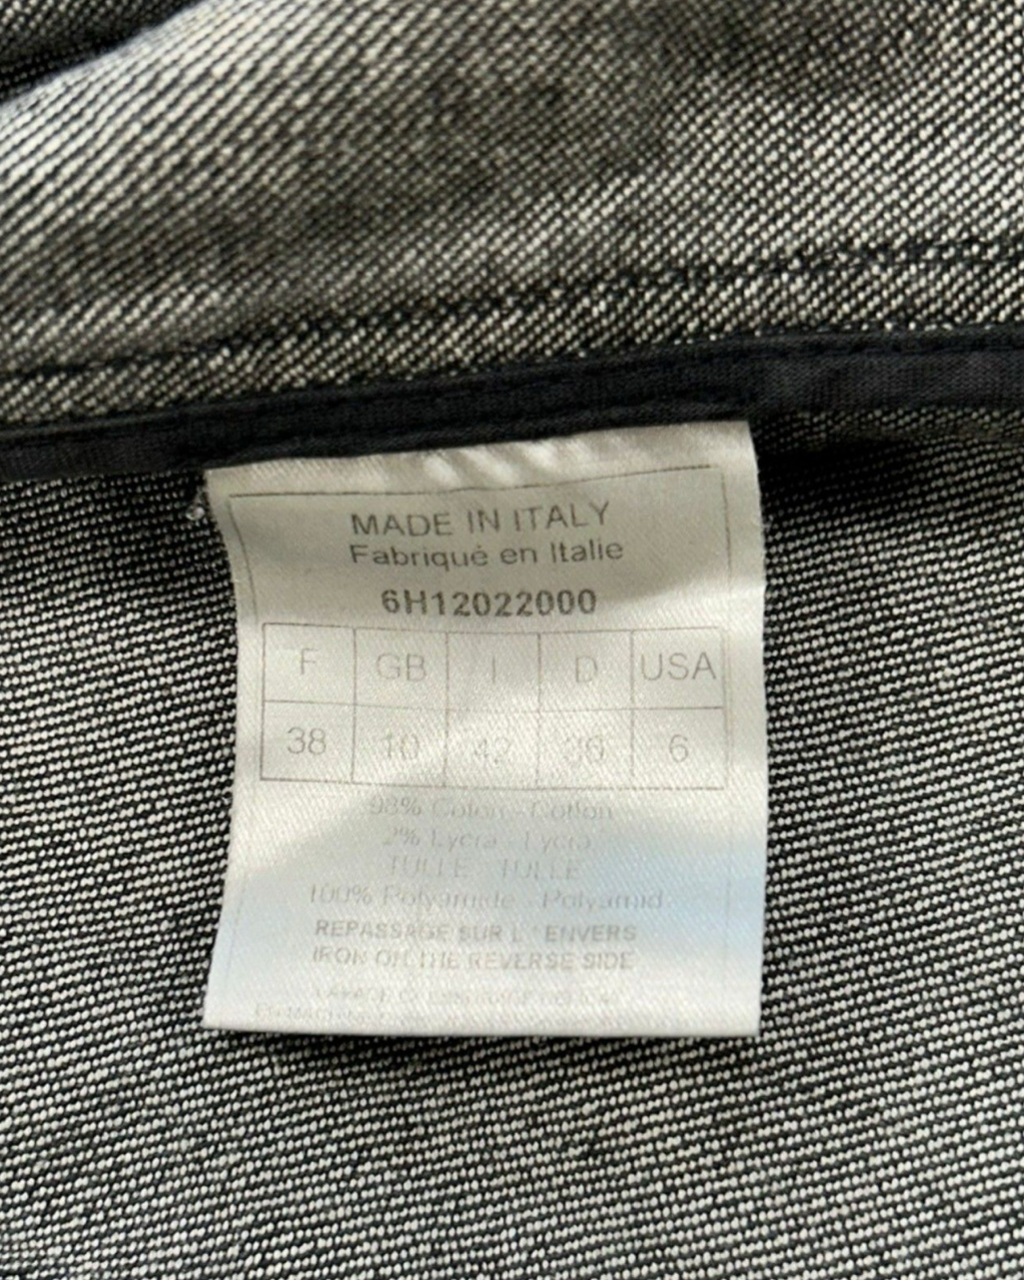 MADE IN ITALY
Fabriqué en Italie
6H12022000
F GB I D USA
38 10 42 36 6
98% Coton - Cotton
2% Lycra - Lycra
TULLE - TULLE
100% Polyamide - Polyamid
REPASSAGE SUR L'ENVERS
IRON ON THE REVERSE SIDE